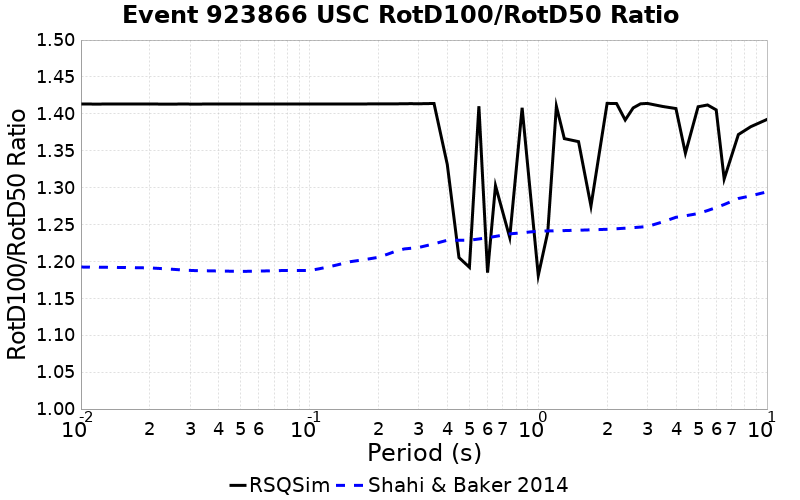 Event 923866 USC RotD100/RotD50 Ratio
RotD100/RotD50 Ratio
1.50
1.45
1.40
1.35
1.30
1.25
1.20
1.15
1.10
1.05
1.00
10^-2 2 3 4 5 6 10^-1 2 3 4 5 6 7 10^0 2 3 4 5 6 7 10^1
Period (s)
RSQSim Shahi & Baker 2014